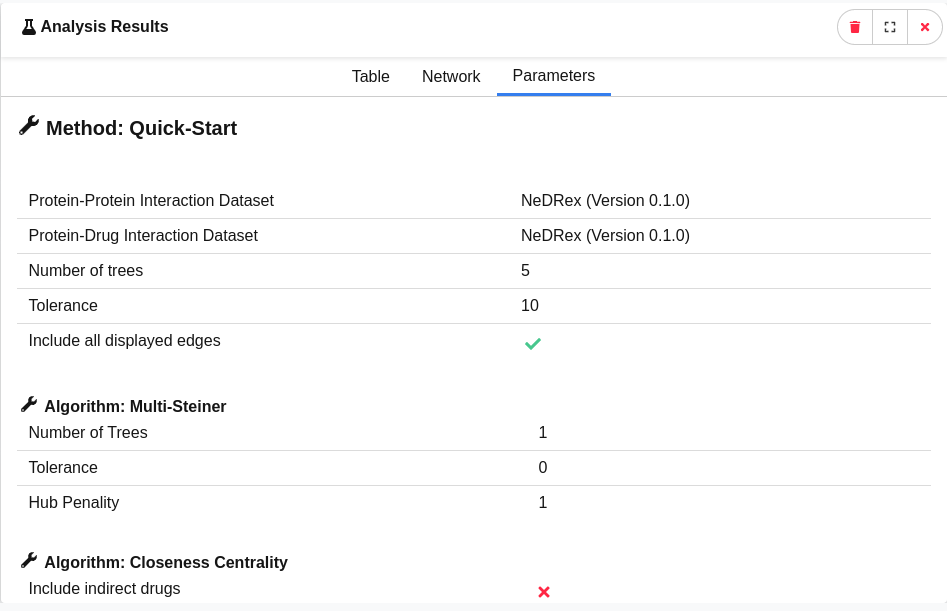 Analysis Results
Table Network Parameters
Method: Quick-Start
Protein-Protein Interaction Dataset NeDRex (Version 0.1.0)
Protein-Drug Interaction Dataset NeDRex (Version 0.1.0)
Number of trees 5
Tolerance 10
Include all displayed edges
Algorithm: Multi-Steiner
Number of Trees 1
Tolerance 0
Hub Penality 1
Algorithm: Closeness Centrality
Include indirect drugs